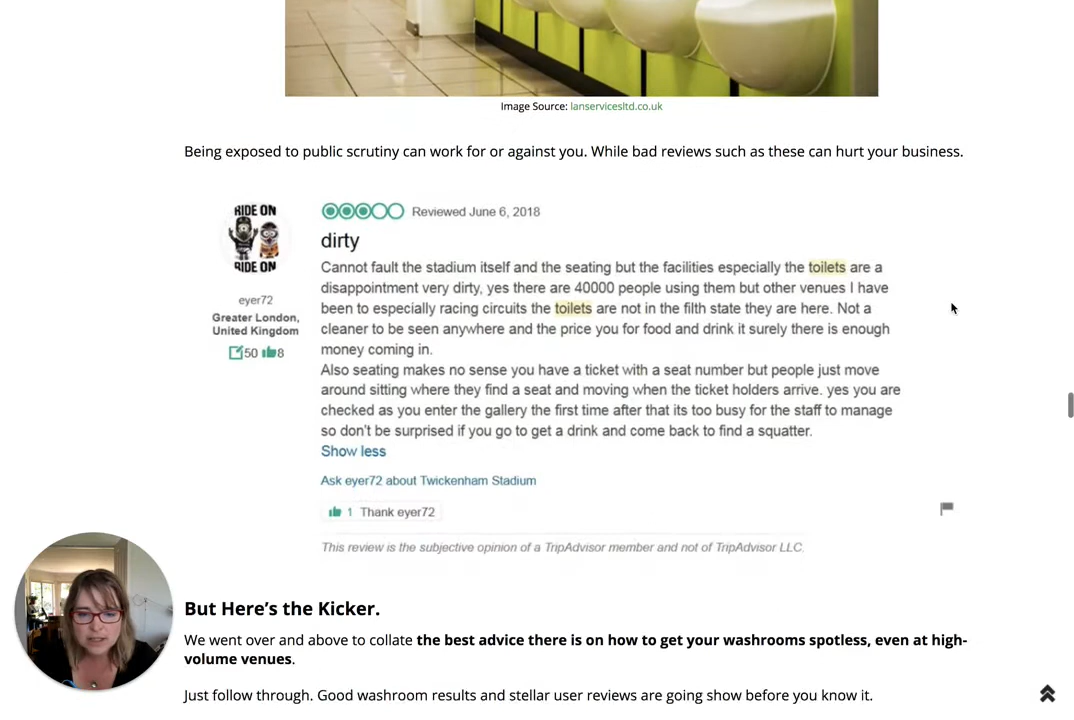 Image Source: lanservicesltd.co.uk
Being exposed to public scrutiny can work for or against you. While bad reviews such as these can hurt your business.
RIDE ON
RIDE ON
eyer72
Greater London,
United Kingdom
50 8
Reviewed June 6, 2018
dirty
Cannot fault the stadium itself and the seating but the facilities especially the toilets are a
disappointment very dirty, yes there are 40000 people using them but other venues I have
been to especially racing circuits the toilets are not in the filth state they are here. Not a
cleaner to be seen anywhere and the price you for food and drink it surely there is enough
money coming in.
Also seating makes no sense you have a ticket with a seat number but people just move
around sitting where they find a seat and moving when the ticket holders arrive. yes you are
checked as you enter the gallery the first time after that its too busy for the staff to manage
so don't be surprised if you go to get a drink and come back to find a squatter.
Show less
Ask eyer72 about Twickenham Stadium
1 Thank eyer72
This review is the subjective opinion of a TripAdvisor member and not of TripAdvisor LLC.
But Here’s the Kicker.
We went over and above to collate the best advice there is on how to get your washrooms spotless, even at high-
volume venues.
Just follow through. Good washroom results and stellar user reviews are going show before you know it.